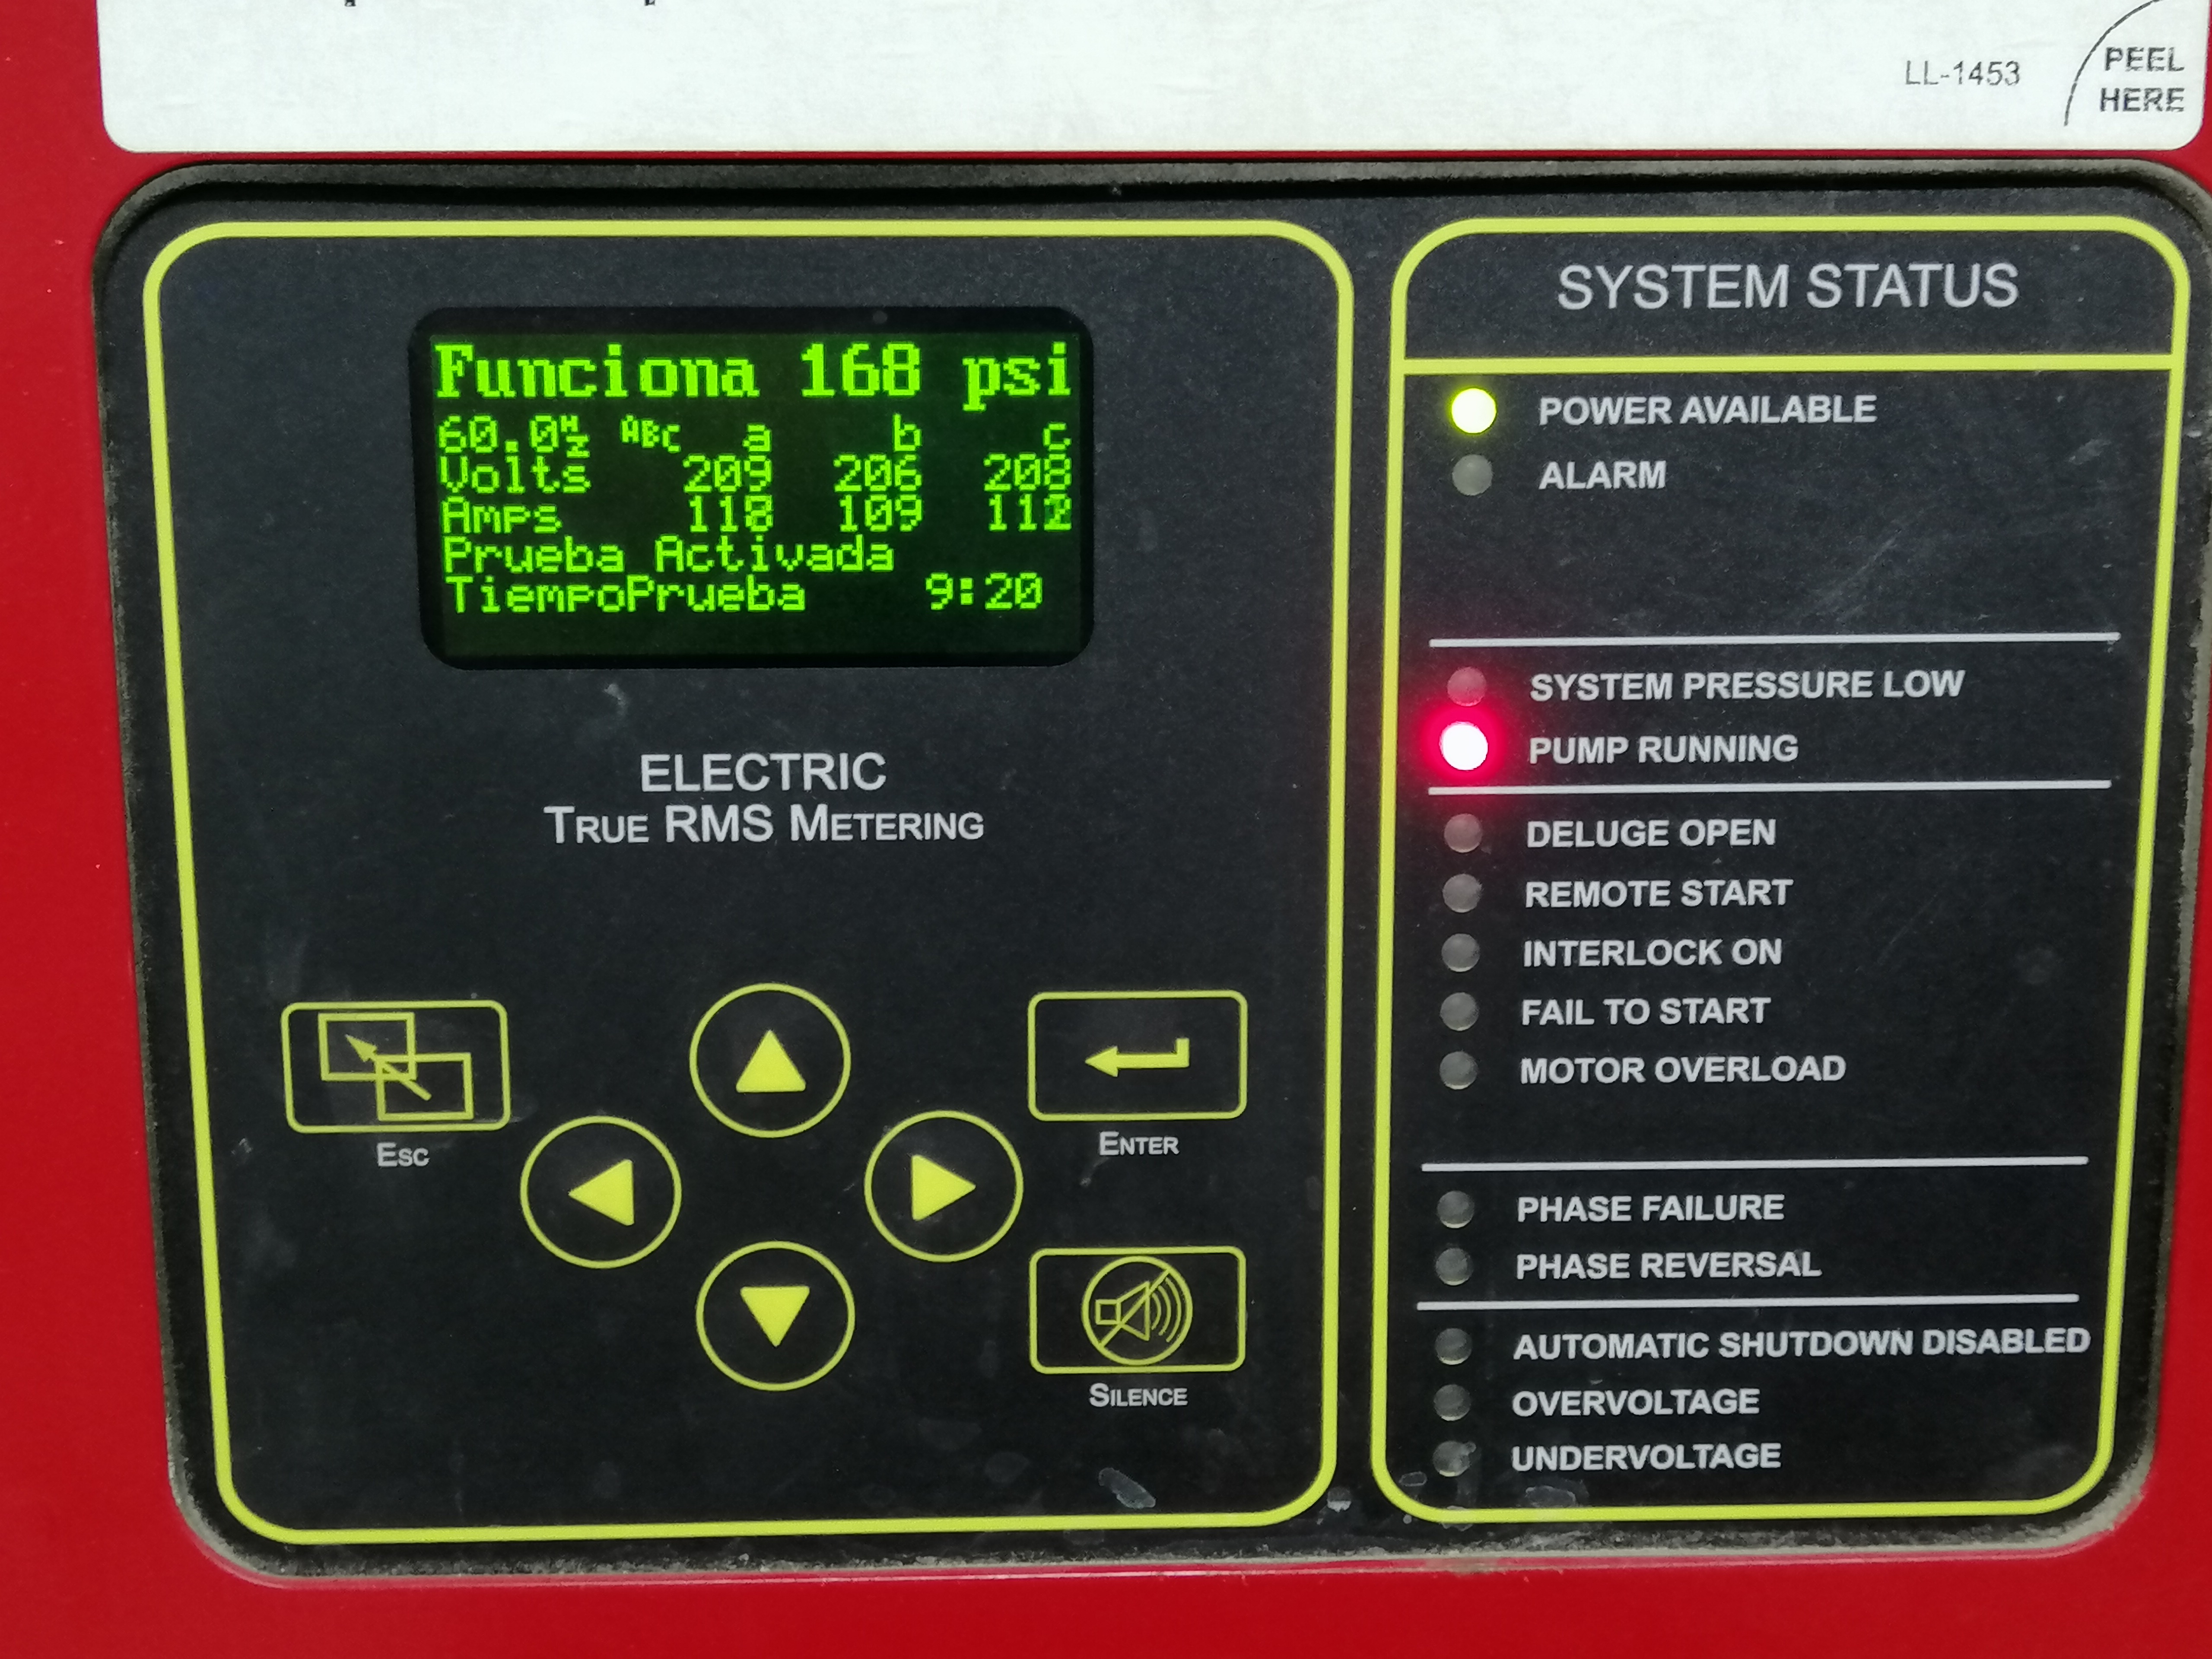 LL-1453
PEEL
HERE
Funciona 168 psi
60.0Hz ABC a b c
Volts 209 206 208
Amps 110 109 112
Prueba Activada
TiempoPrueba 9:20
ELECTRIC
TRUE RMS METERING
ESC
ENTER
SILENCE
SYSTEM STATUS
POWER AVAILABLE
ALARM
SYSTEM PRESSURE LOW
PUMP RUNNING
DELUGE OPEN
REMOTE START
INTERLOCK ON
FAIL TO START
MOTOR OVERLOAD
PHASE FAILURE
PHASE REVERSAL
AUTOMATIC SHUTDOWN DISABLED
OVERVOLTAGE
UNDERVOLTAGE